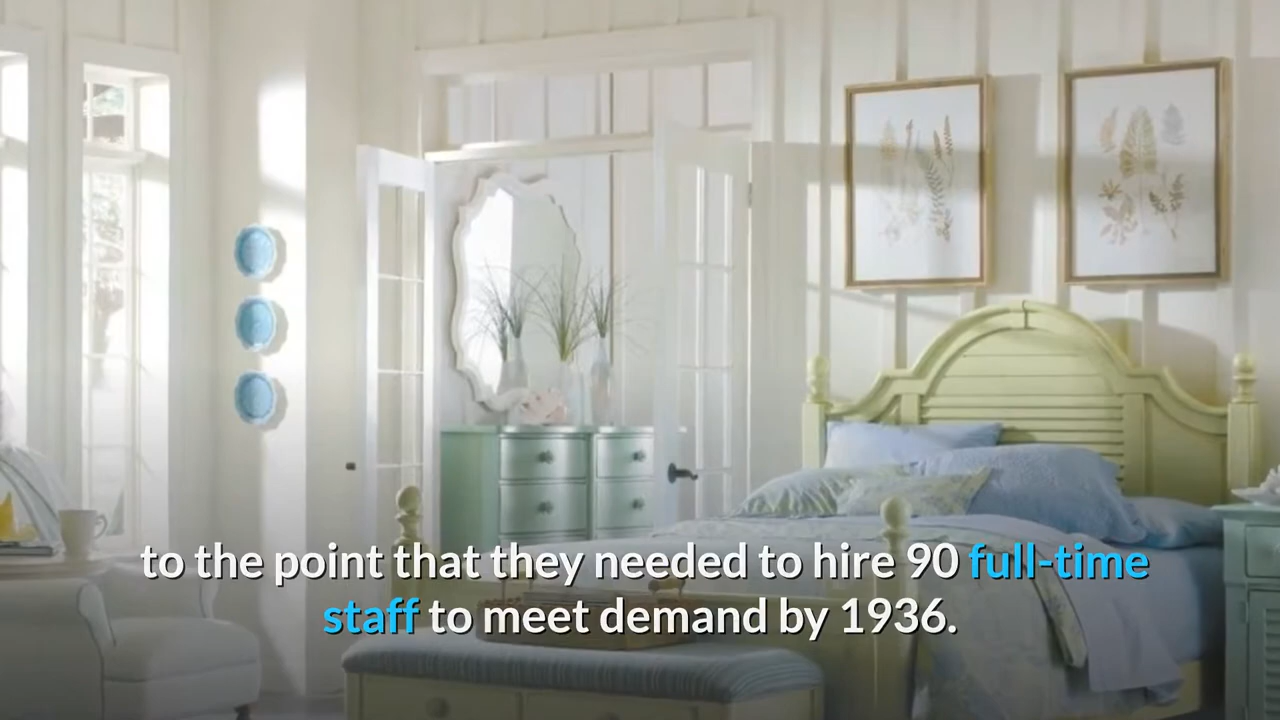 to the point that they needed to hire 90 full-time
staff to meet demand by 1936.